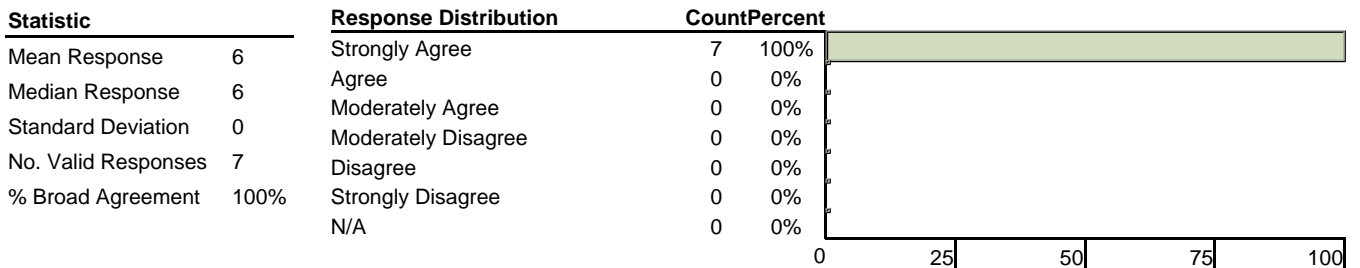 Statistic
Mean Response 6
Median Response 6
Standard Deviation 0
No. Valid Responses 7
% Broad Agreement 100%
Response Distribution CountPercent
Strongly Agree 7 100%
Agree 0 0%
Moderately Agree 0 0%
Moderately Disagree 0 0%
Disagree 0 0%
Strongly Disagree 0 0%
N/A 0 0%
0 25 50 75 100